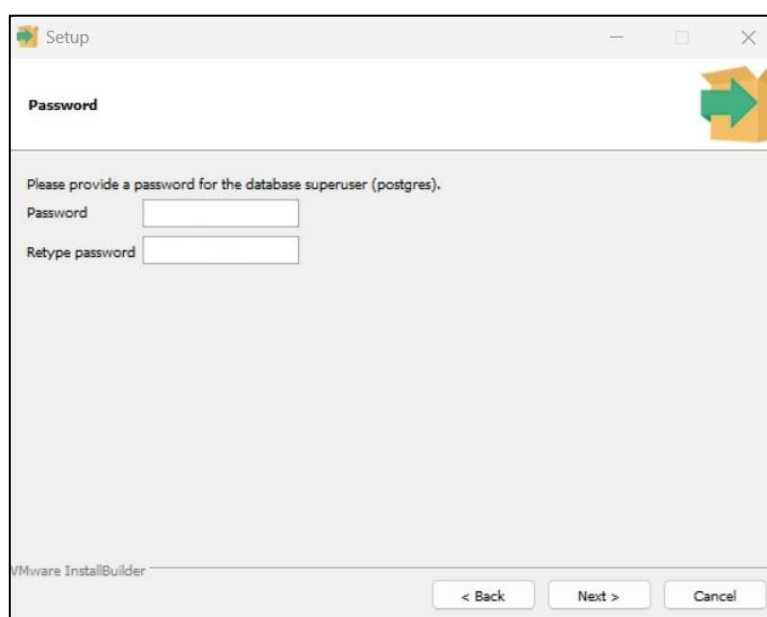 Setup
Password
Please provide a password for the database superuser (postgres).
Password
Retype password
VMware InstallBuilder
< Back Next > Cancel